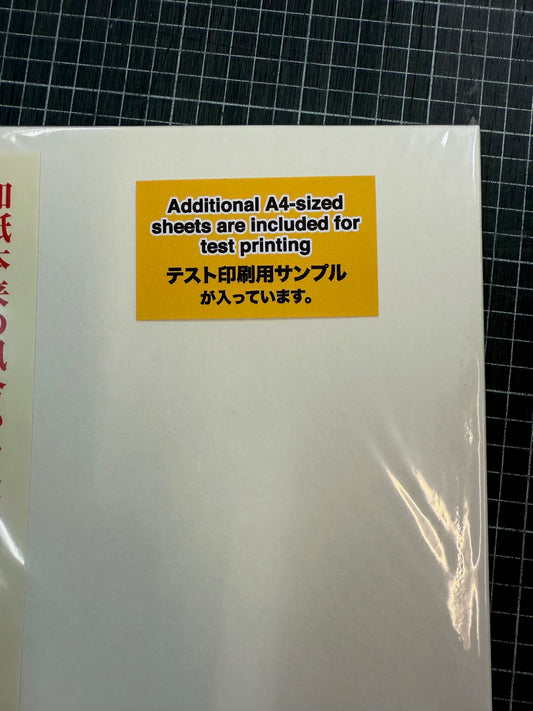 Additional A4-sized
sheets are included for
test printing
テスト印刷用サンプル
が入っています。